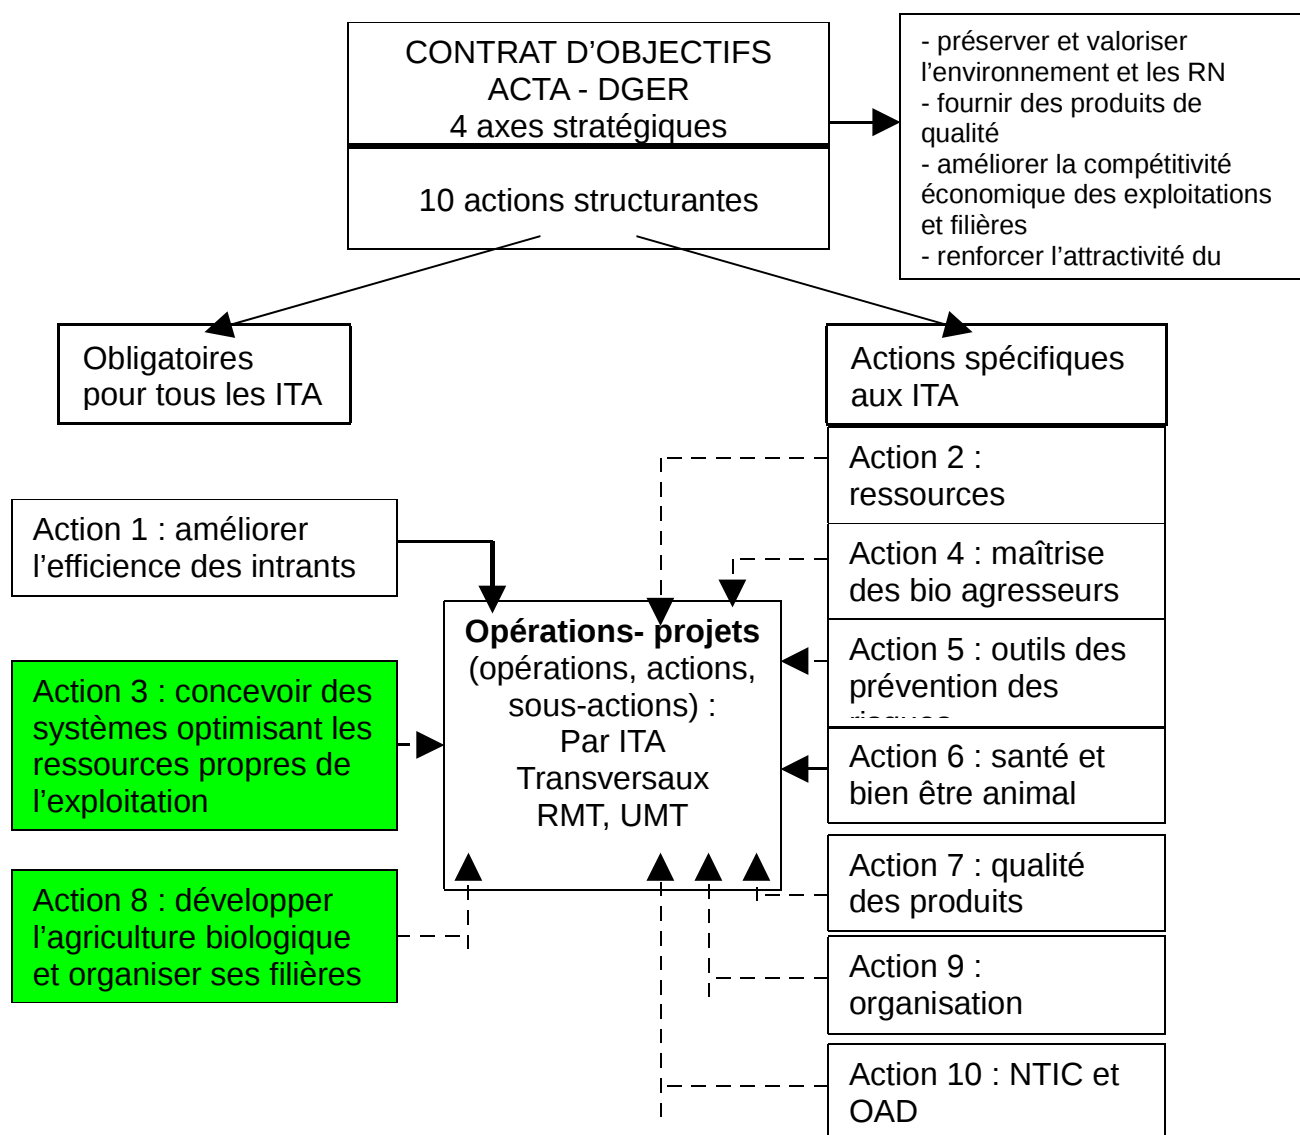 CONTRAT D’OBJECTIFS
ACTA - DGER
4 axes stratégiques
10 actions structurantes
- préserver et valoriser
l’environnement et les RN
- fournir des produits de
qualité
- améliorer la compétitivité
économique des exploitations
et filières
- renforcer l’attractivité du
Obligatoires
pour tous les ITA
Actions spécifiques
aux ITA
Action 1 : améliorer
l’efficience des intrants
Action 3 : concevoir des
systèmes optimisant les
ressources propres de
l’exploitation
Action 8 : développer
l’agriculture biologique
et organiser ses filières
Opérations- projets
(opérations, actions,
sous-actions) :
Par ITA
Transversaux
RMT, UMT
Action 2 :
ressources
Action 4 : maîtrise
des bio agresseurs
Action 5 : outils des
prévention des
Action 6 : santé et
bien être animal
Action 7 : qualité
des produits
Action 9 :
organisation
Action 10 : NTIC et
OAD